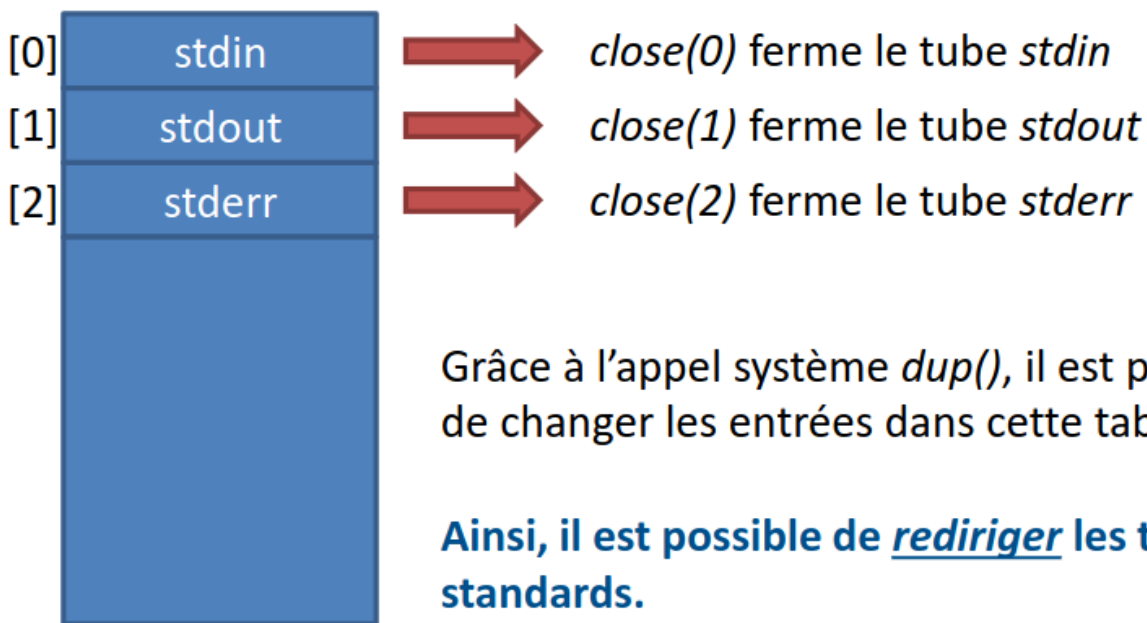 [0] stdin close(0) ferme le tube stdin
[1] stdout close(1) ferme le tube stdout
[2] stderr close(2) ferme le tube stderr
Grâce à l'appel système dup(), il est
de changer les entrées dans cette
Ainsi, il est possible de rediriger les
standards.